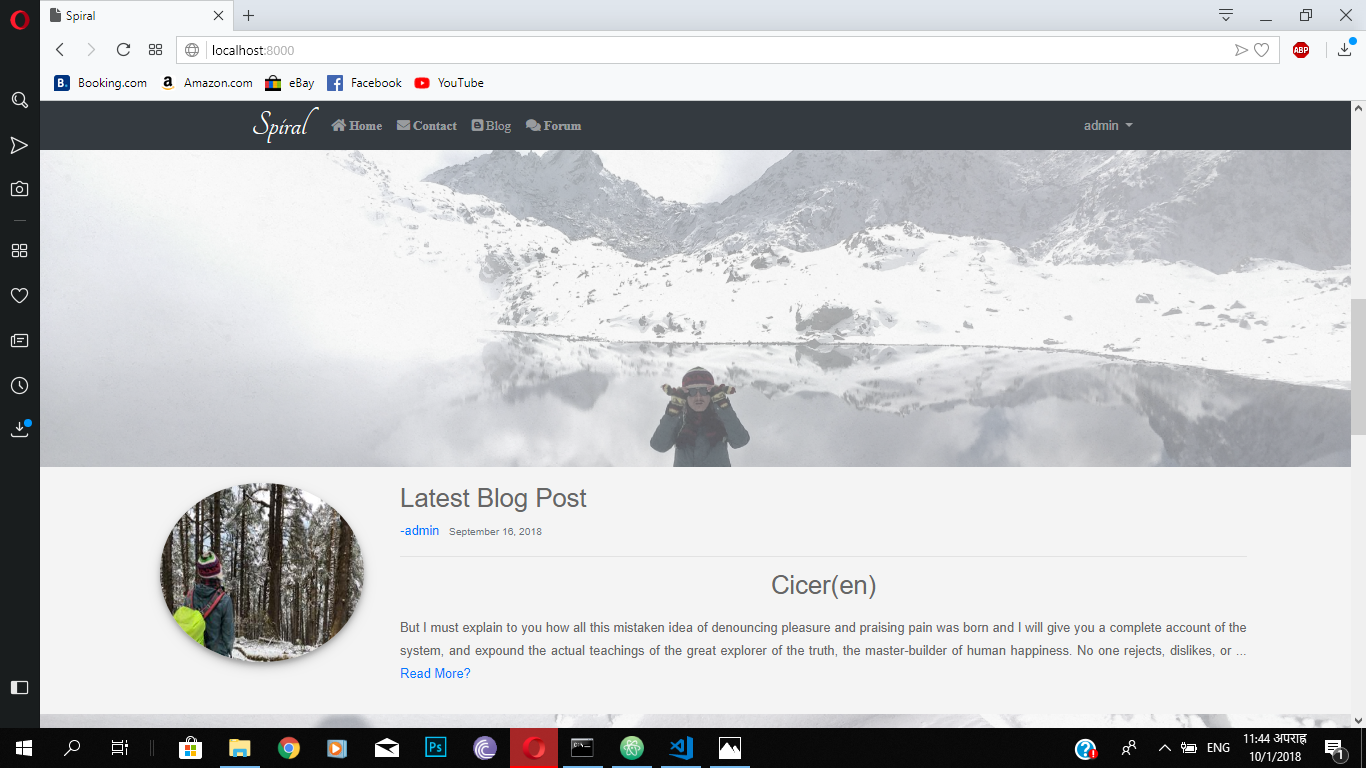 Spiral
localhost:8000
ABP
B. Booking.com a Amazon.com eBay Facebook YouTube
Spiral Home Contact Blog Forum admin
Latest Blog Post
-admin September 16, 2018
Cicer(en)
But I must explain to you how all this mistaken idea of denouncing pleasure and praising pain was born and I will give you a complete account of the
system, and expound the actual teachings of the great explorer of the truth, the master-builder of human happiness. No one rejects, dislikes, or ...
Read More?
Ps
ENG
11:44 अपराह्न
10/1/2018
1